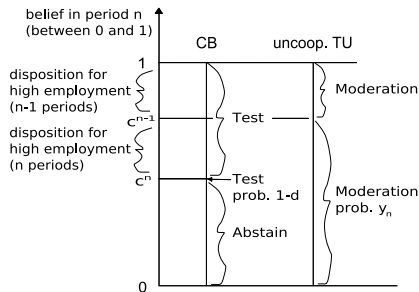 belief in period n
(between 0 and 1)
CB
uncoop. TU
1
disposition for
high employment
(n-1 periods)
Moderation
c^{n-1}
Test
disposition for
high employment
(n periods)
c^n
Test
prob. 1-d
Moderation
prob. y_n
Abstain
0